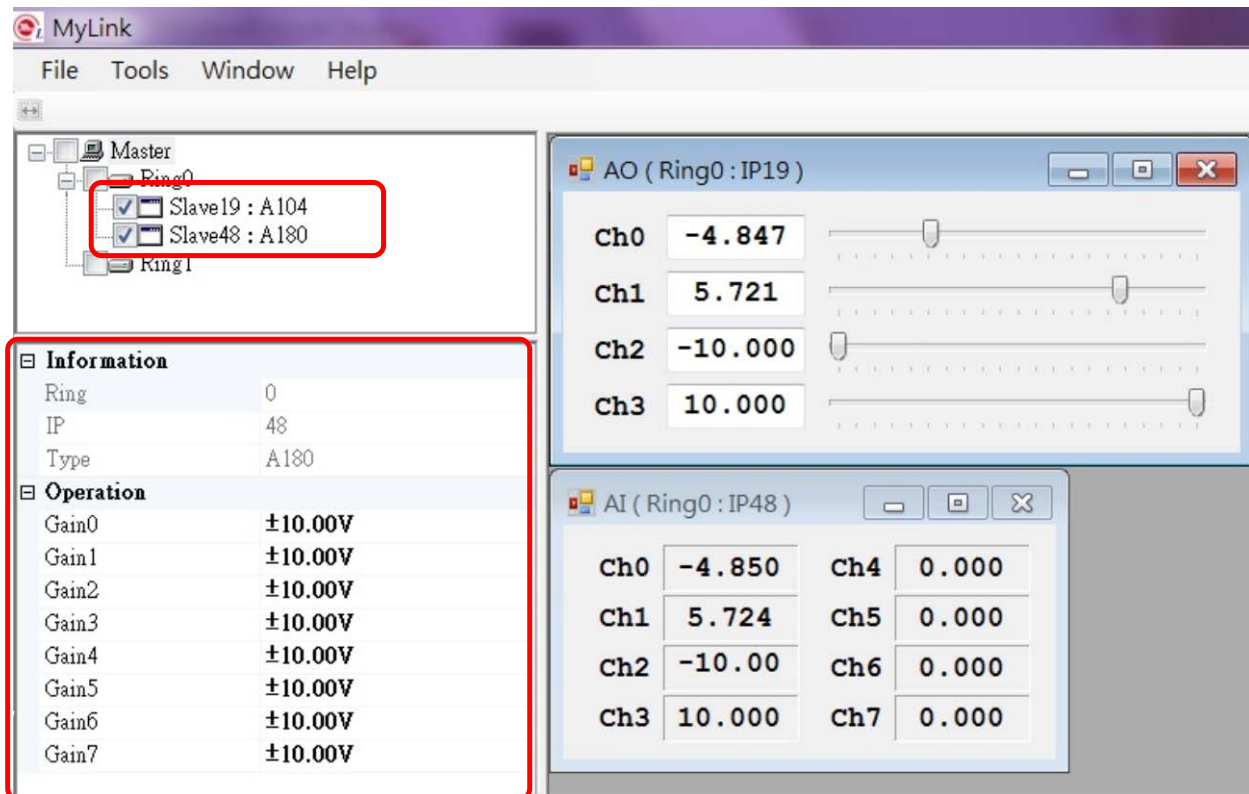 MyLink
File Tools Window Help
Master
Ring0
Slave19 : A104
Slave48 : A180
Ring1
Information
Ring 0
IP 48
Type A180
Operation
Gain0 ±10.00V
Gain1 ±10.00V
Gain2 ±10.00V
Gain3 ±10.00V
Gain4 ±10.00V
Gain5 ±10.00V
Gain6 ±10.00V
Gain7 ±10.00V
AO ( Ring0 : IP19 )
Ch0 -4.847
Ch1 5.721
Ch2 -10.000
Ch3 10.000
AI ( Ring0 : IP48 )
Ch0 -4.850 Ch4 0.000
Ch1 5.724 Ch5 0.000
Ch2 -10.00 Ch6 0.000
Ch3 10.000 Ch7 0.000